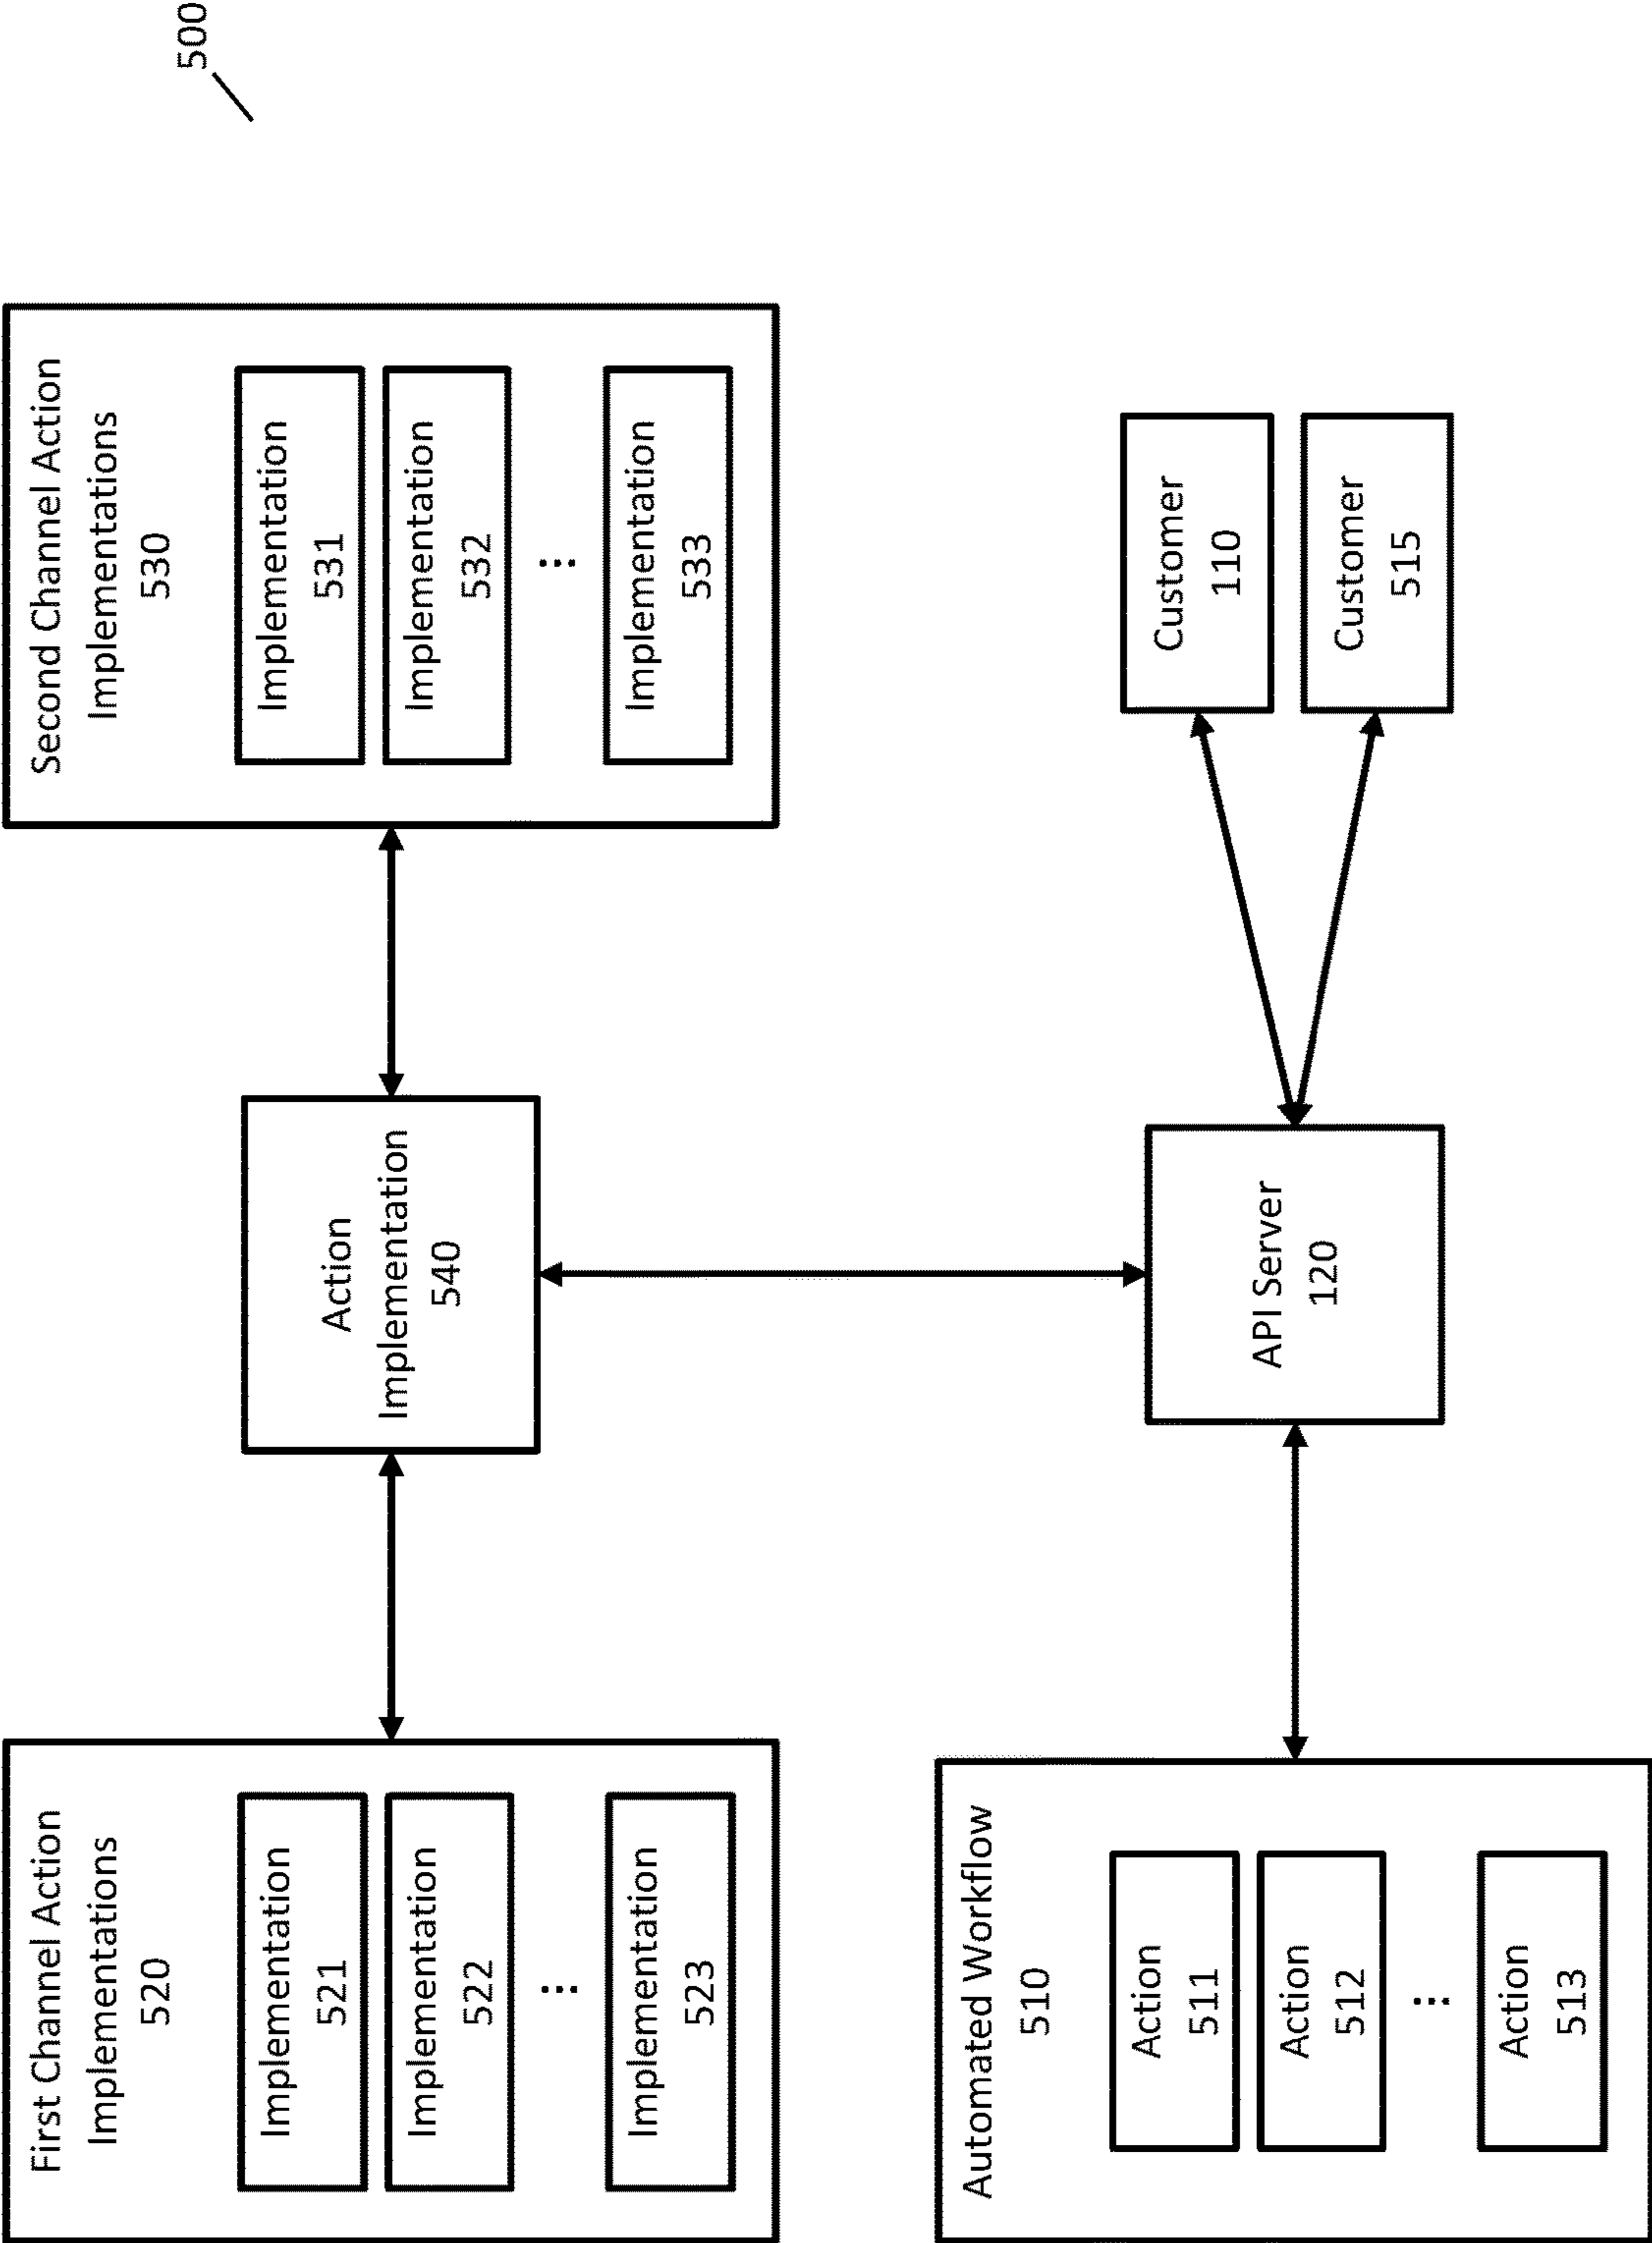 500
First Channel Action
Implementations
520
Implementation
521
Implementation
522
...
Implementation
523
Action
Implementation
540
Second Channel Action
Implementations
530
Implementation
531
Implementation
532
...
Implementation
533
Automated Workflow
510
Action
511
Action
512
...
Action
513
API Server
120
Customer
110
Customer
515